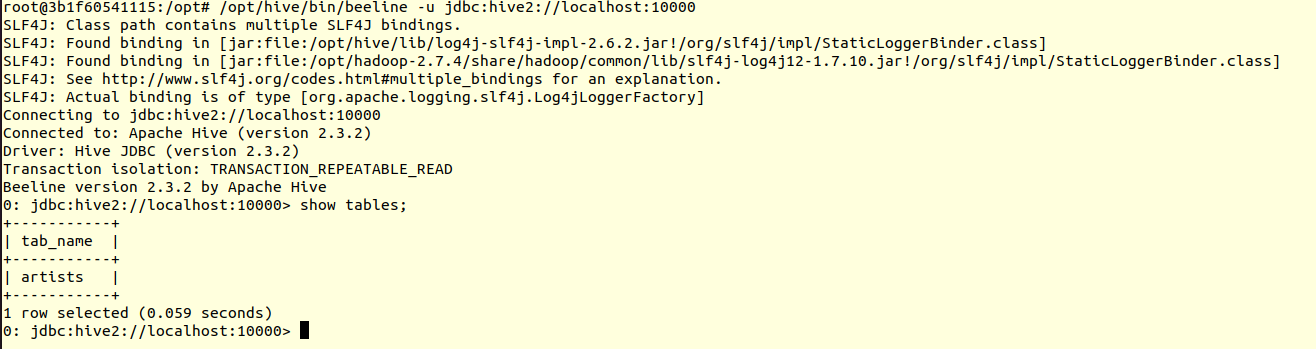 root@3b1f60541115:/opt# /opt/hive/bin/beeline -u jdbc:hive2://localhost:10000
SLF4J: Class path contains multiple SLF4J bindings.
SLF4J: Found binding in [jar:file:/opt/hive/lib/log4j-slf4j-impl-2.6.2.jar!/org/slf4j/impl/StaticLoggerBinder.class]
SLF4J: Found binding in [jar:file:/opt/hadoop-2.7.4/share/hadoop/common/lib/slf4j-log4j12-1.7.10.jar!/org/slf4j/impl/StaticLoggerBinder.class]
SLF4J: See http://www.slf4j.org/codes.html#multiple_bindings for an explanation.
SLF4J: Actual binding is of type [org.apache.logging.slf4j.Log4jLoggerFactory]
Connecting to jdbc:hive2://localhost:10000
Connected to: Apache Hive (version 2.3.2)
Driver: Hive JDBC (version 2.3.2)
Transaction isolation: TRANSACTION_REPEATABLE_READ
Beeline version 2.3.2 by Apache Hive
0: jdbc:hive2://localhost:10000> show tables;
+-----------+
| tab_name  |
+-----------+
| artists   |
+-----------+
1 row selected (0.059 seconds)
0: jdbc:hive2://localhost:10000>